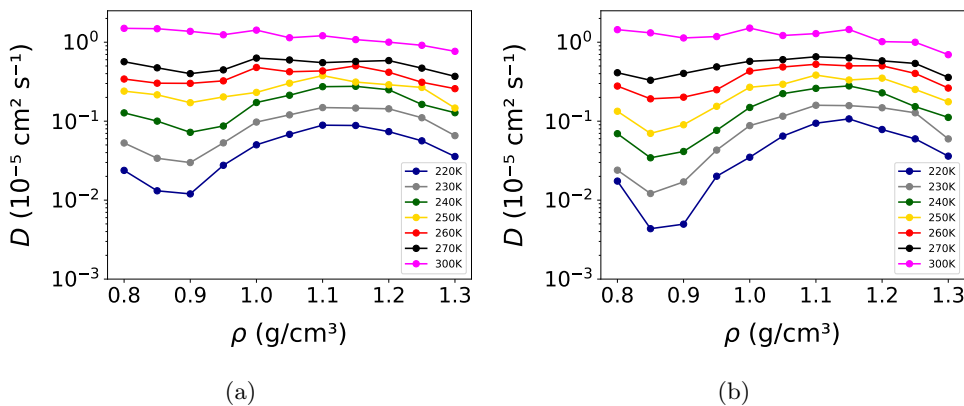 10⁰
10⁻¹
10⁻²
10⁻³
D (10⁻⁵ cm² s⁻¹)
220K
230K
240K
250K
260K
270K
300K
0.8 0.9 1.0 1.1 1.2 1.3
ρ (g/cm³)
(a)
10⁰
10⁻¹
10⁻²
10⁻³
D (10⁻⁵ cm² s⁻¹)
220K
230K
240K
250K
260K
270K
300K
0.8 0.9 1.0 1.1 1.2 1.3
ρ (g/cm³)
(b)